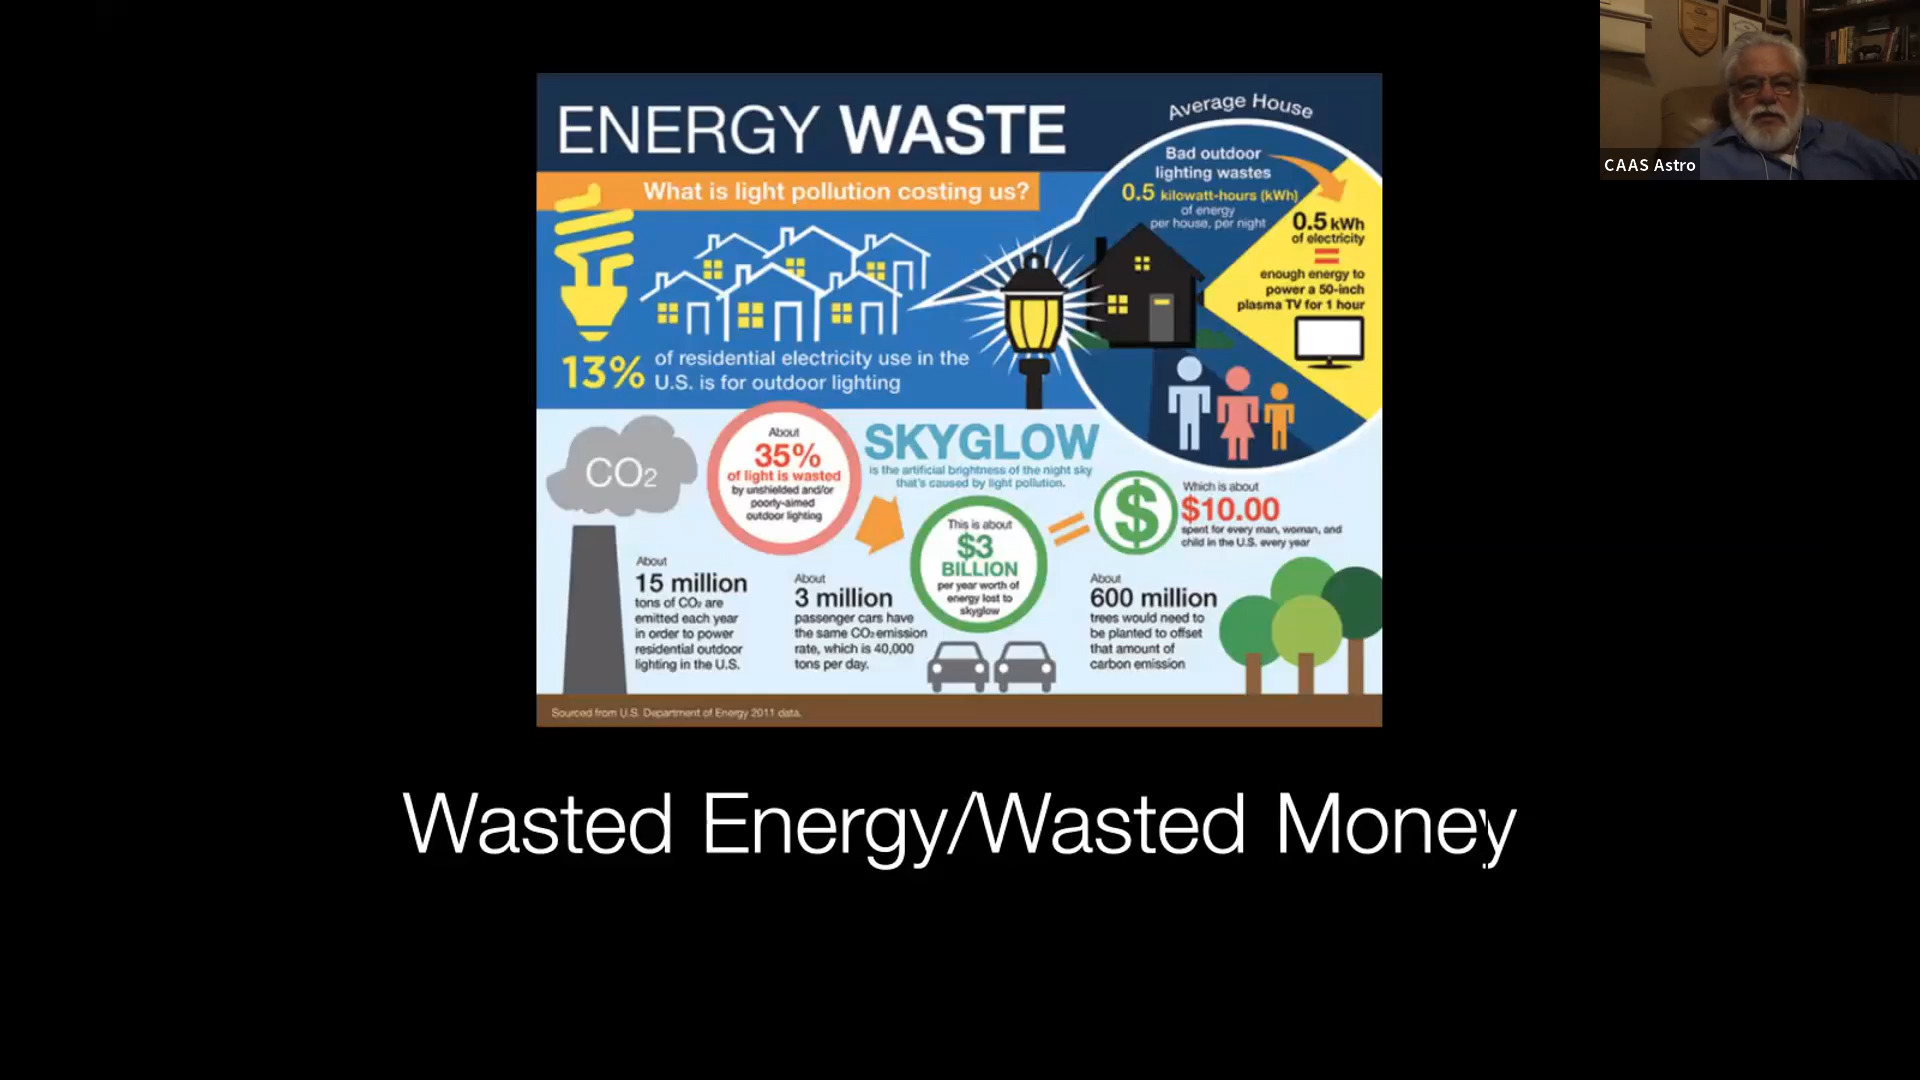 ENERGY WASTE
What is light pollution costing us?
Average House
Bad outdoor
lighting wastes
0.5 kilowatt-hours (kWh)
of energy
per house, per night
0.5 kWh
of electricity
=
enough energy to
power a 50-inch
plasma TV for 1 hour
13% of residential electricity use in the
U.S. is for outdoor lighting
CO2
About
35%
of light is wasted
by unshielded and/or
poorly-aimed
outdoor lighting
SKYGLOW
is the artificial brightness of the night sky
that's caused by light pollution.
This is about
$3
BILLION
per year worth of
energy lost to
skyglow
=
$
Which is about
$10.00
spent for every man, woman, and
child in the U.S. every year
About
15 million
tons of CO2 are
emitted each year
in order to power
residential outdoor
lighting in the U.S.
About
3 million
passenger cars have
the same CO2 emission
rate, which is 40,000
tons per day.
About
600 million
trees would need to
be planted to offset
that amount of
carbon emission
Sourced from U.S. Department of Energy 2011 data.
Wasted Energy/Wasted Money
CAAS Astro